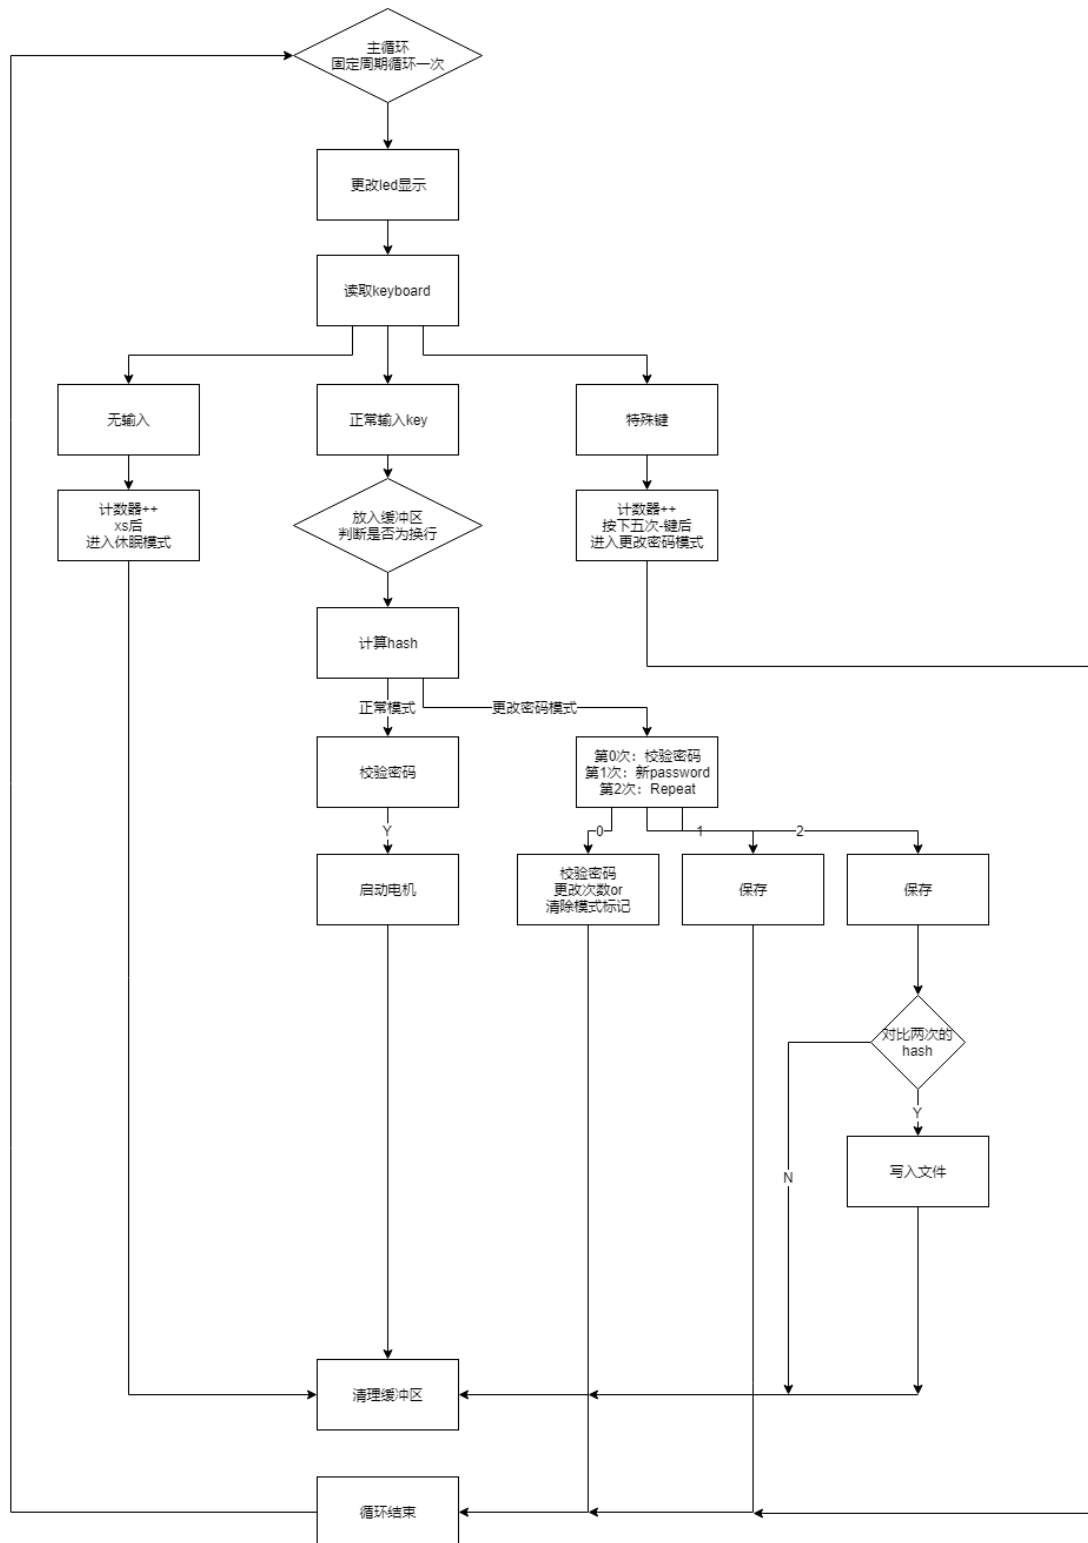 主循环
固定周期循环一次
更改led显示
读取keyboard
无输入
正常输入key
特殊键
计数器++
xs后
进入休眠模式
放入缓冲区
判断是否为换行
计数器++
按下五次-键后
进入更改密码模式
计算hash
正常模式
更改密码模式
校验密码
第0次：校验密码
第1次：新password
第2次：Repeat
Y
0
1
2
启动电机
校验密码
更改次数or
清除模式标记
保存
保存
对比两次的
hash
Y
N
写入文件
清理缓冲区
循环结束